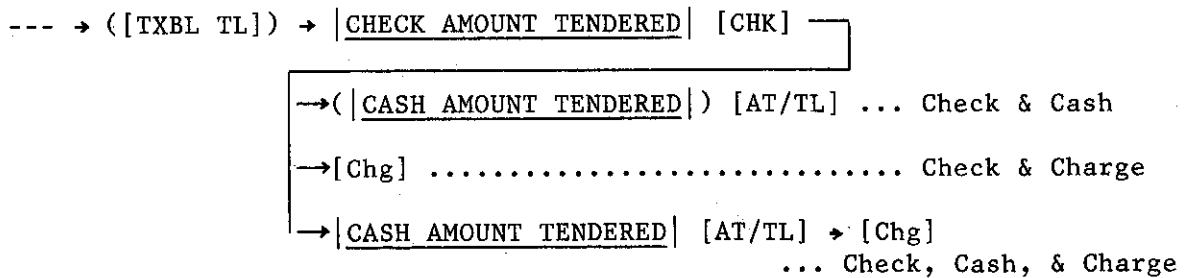 --- → ([TXBL TL]) → |CHECK AMOUNT TENDERED| [CHK]
→(|CASH AMOUNT TENDERED|) [AT/TL] ... Check & Cash
→[Chg] .............................. Check & Charge
→|CASH AMOUNT TENDERED| [AT/TL] → [Chg]
... Check, Cash, & Charge